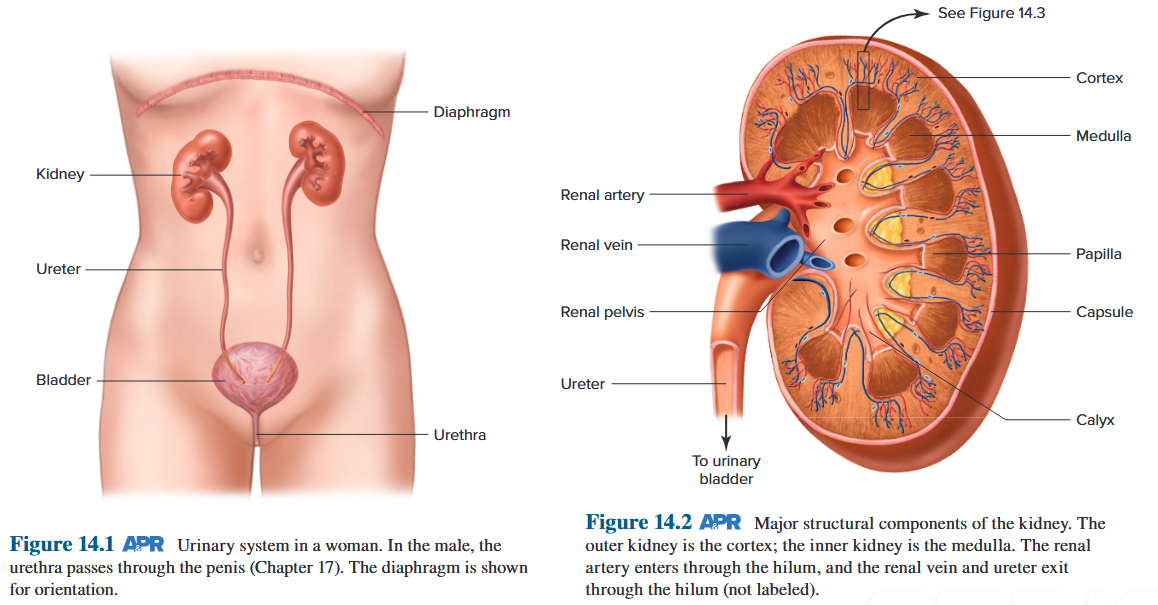 Diaphragm
Kidney
Ureter
Bladder
Urethra
Figure 14.1 APR Urinary system in a woman. In the male, the
urethra passes through the penis (Chapter 17). The diaphragm is shown
for orientation.
See Figure 14.3
Cortex
Medulla
Renal artery
Renal vein
Papilla
Renal pelvis
Capsule
Ureter
Calyx
To urinary
bladder
Figure 14.2 APR Major structural components of the kidney. The
outer kidney is the cortex; the inner kidney is the medulla. The renal
artery enters through the hilum, and the renal vein and ureter exit
through the hilum (not labeled).